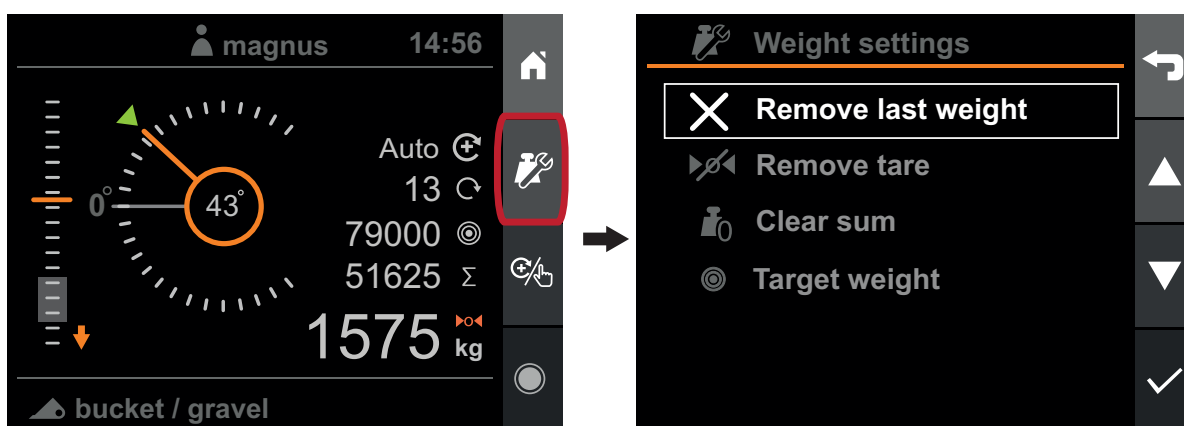 magnus 14:56
Auto
13
0° 43°
79000
51625 Σ
1575 kg
bucket / gravel
Weight settings
Remove last weight
Remove tare
0 Clear sum
Target weight